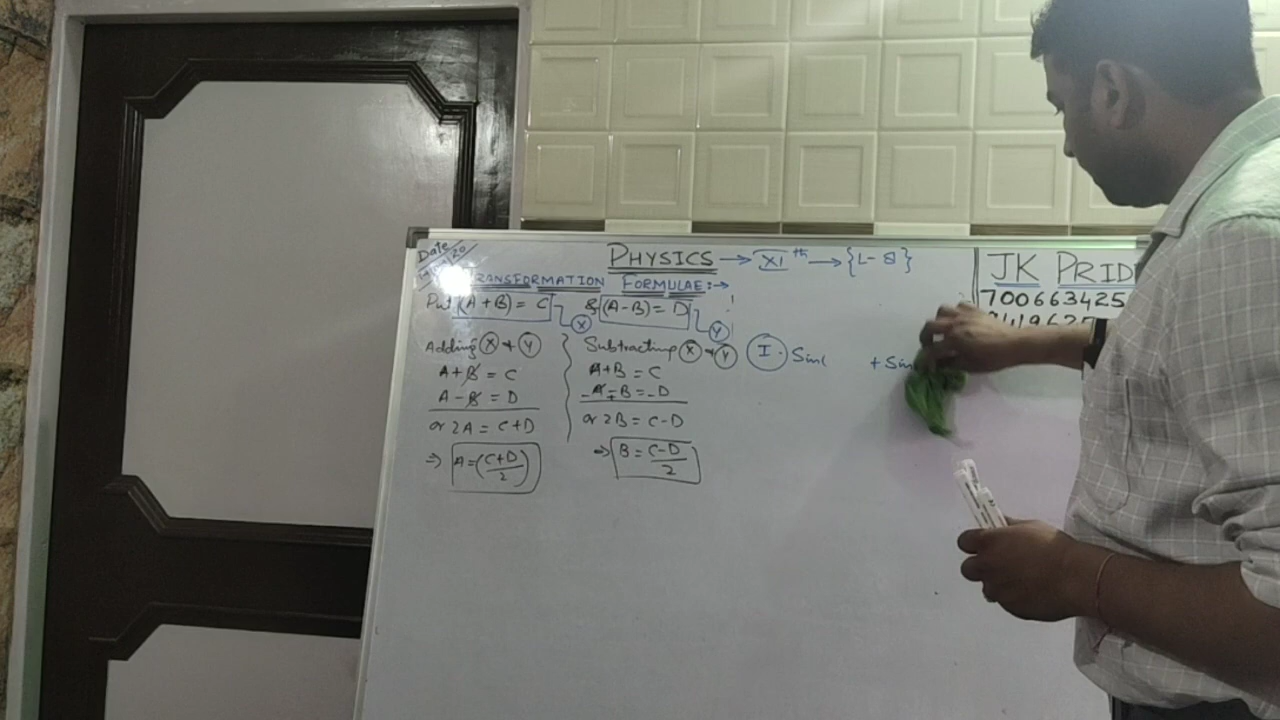 Date
PHYSICS → XI th → {L - 8}
TRANSFORMATION FORMULAE:→
Put (A + B) = C & (A - B) = D
X Y
Adding X & Y
A + B = C
A - B = D
or 2A = C + D
⇒ A = (C+D/2)
Subtracting X & Y
A + B = C
- A - B = - D
or 2B = C - D
⇒ B = C-D/2
I. Sin( + Sin
JK PRID
700663425